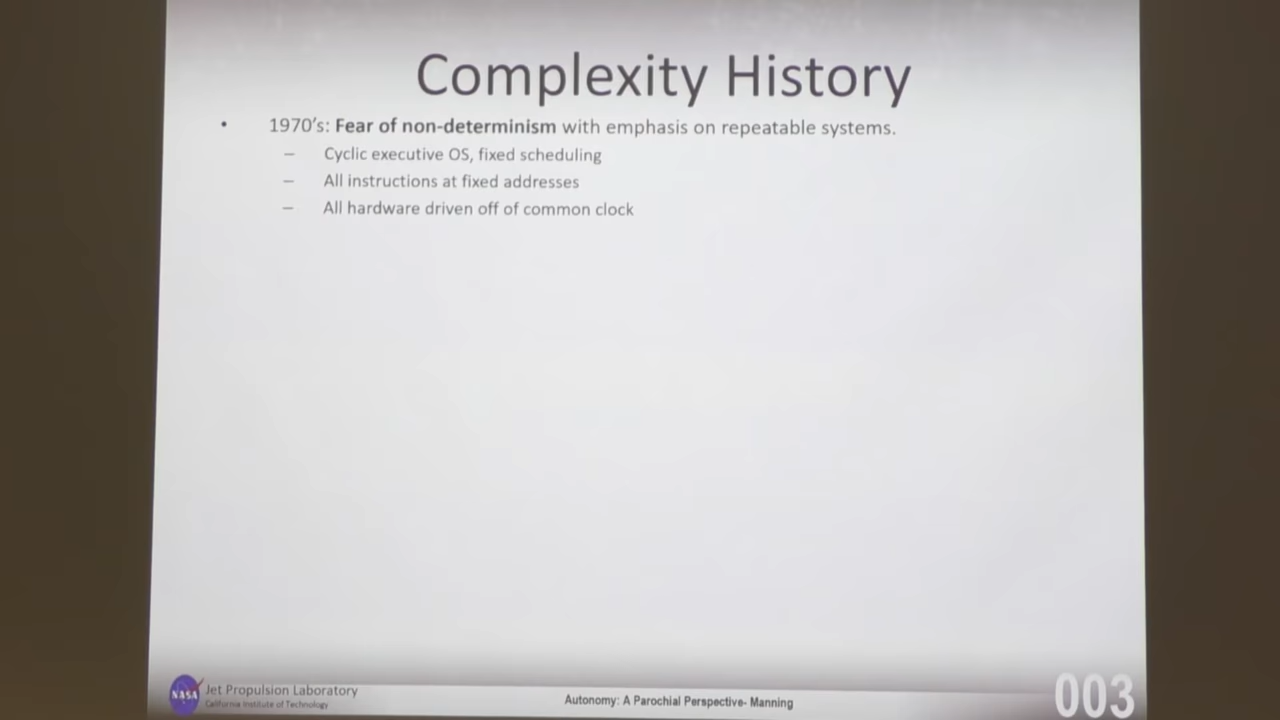 Complexity History
• 1970's: Fear of non-determinism with emphasis on repeatable systems.
– Cyclic executive OS, fixed scheduling
– All instructions at fixed addresses
– All hardware driven off of common clock
NASA
Jet Propulsion Laboratory
California Institute of Technology
Autonomy: A Parochial Perspective- Manning
003